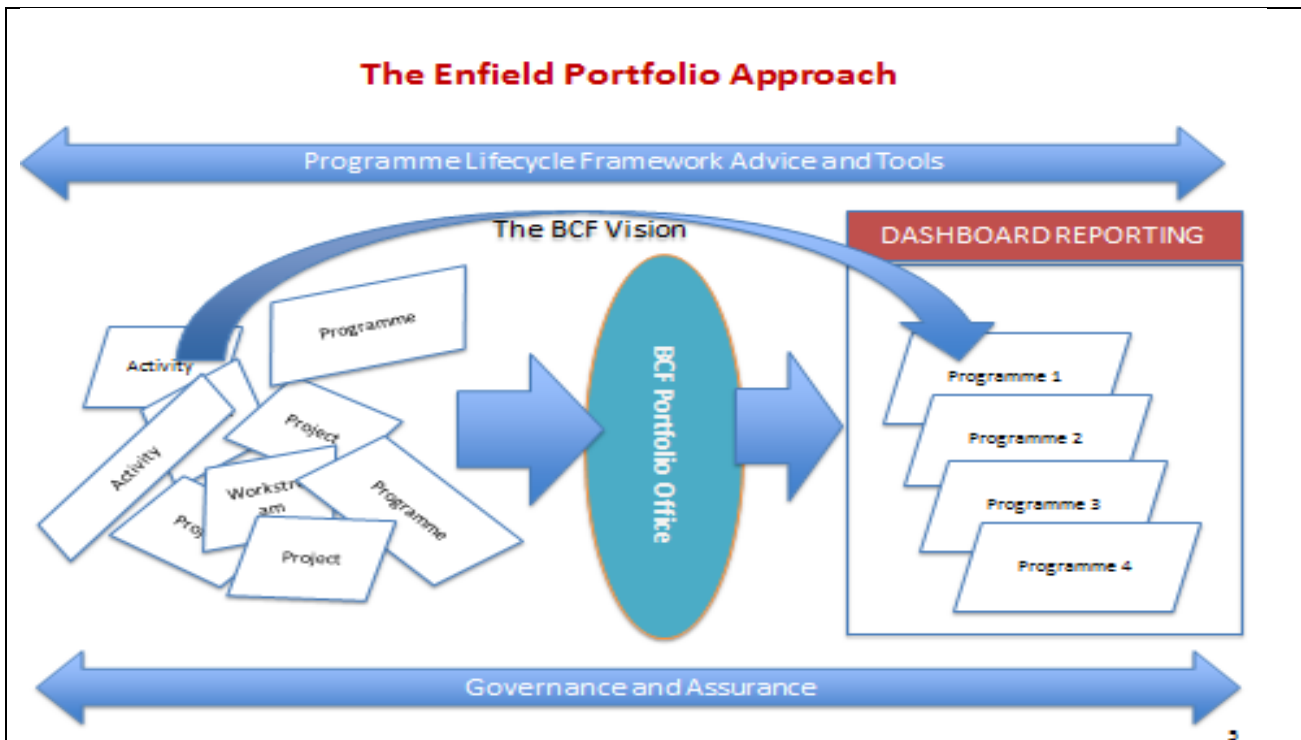 The Enfield Portfolio Approach
Programme Lifecycle Framework Advice and Tools
The BCF Vision
DASHBOARD REPORTING
Programme
Activity
Project
Activity
Workstre
am
Programme
Proj
Project
BCF Portfolio Office
Programme 1
Programme 2
Programme 3
Programme 4
Governance and Assurance